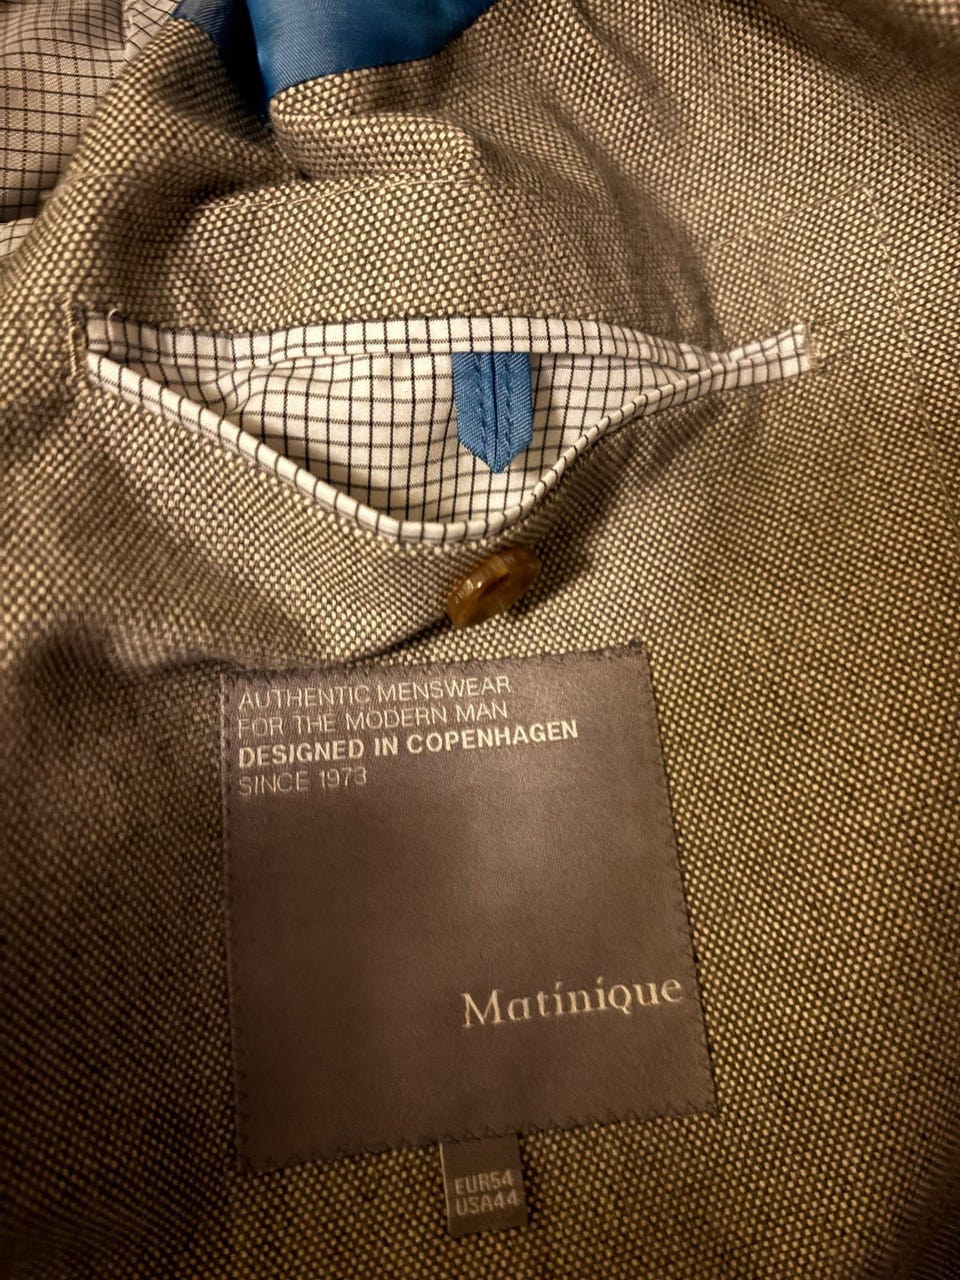 AUTHENTIC MENSWEAR
FOR THE MODERN MAN
DESIGNED IN COPENHAGEN
SINCE 1973
Matinique
EUR54
USA44